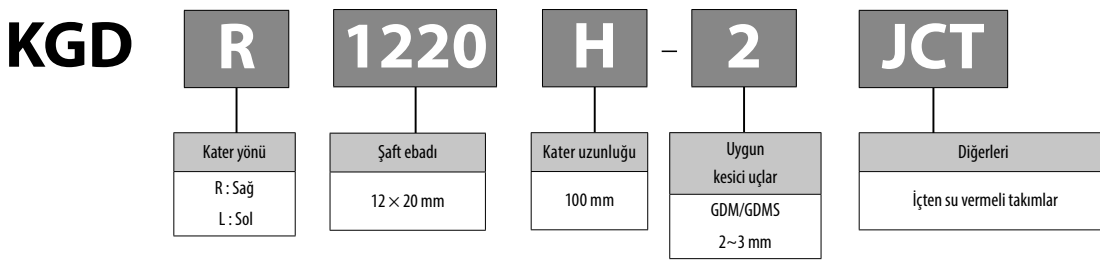 KGD R 1220 H – 2 JCT
Kater yönü
R : Sağ
L : Sol
Şaft ebadı
12 × 20 mm
Kater uzunluğu
100 mm
Uygun
kesici uçlar
GDM/GDMS
2~3 mm
Diğerleri
İçten su vermeli takımlar